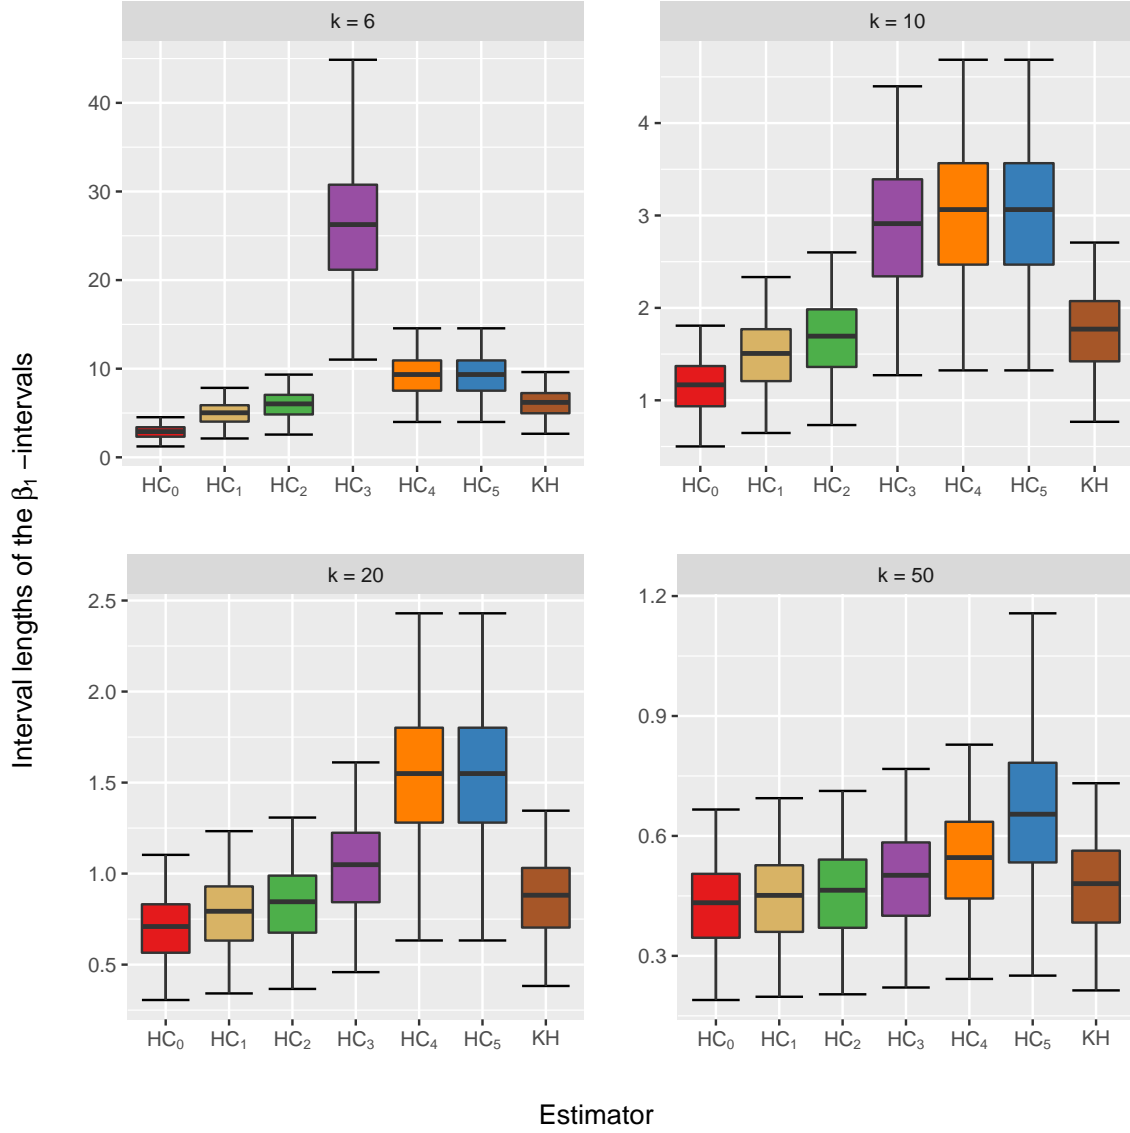 k = 6
k = 10
40
30
20
10
0
4
3
2
1
HC0 HC1 HC2 HC3 HC4 HC5 KH
HC0 HC1 HC2 HC3 HC4 HC5 KH
Interval lengths of the β1 −intervals
k = 20
k = 50
2.5
2.0
1.5
1.0
0.5
1.2
0.9
0.6
0.3
HC0 HC1 HC2 HC3 HC4 HC5 KH
HC0 HC1 HC2 HC3 HC4 HC5 KH
Estimator